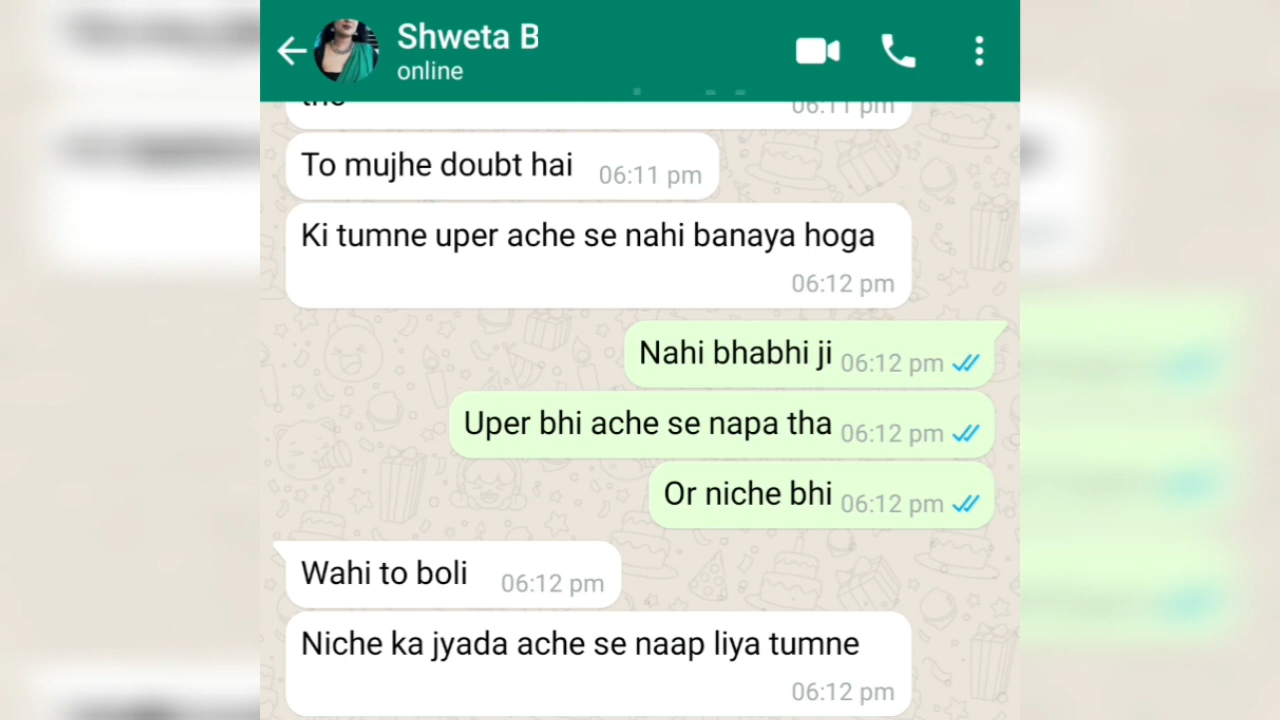 Shweta B
online
06:11 pm
To mujhe doubt hai 06:11 pm
Ki tumne uper ache se nahi banaya hoga
06:12 pm
Nahi bhabhi ji 06:12 pm
Uper bhi ache se napa tha 06:12 pm
Or niche bhi 06:12 pm
Wahi to boli 06:12 pm
Niche ka jyada ache se naap liya tumne
06:12 pm